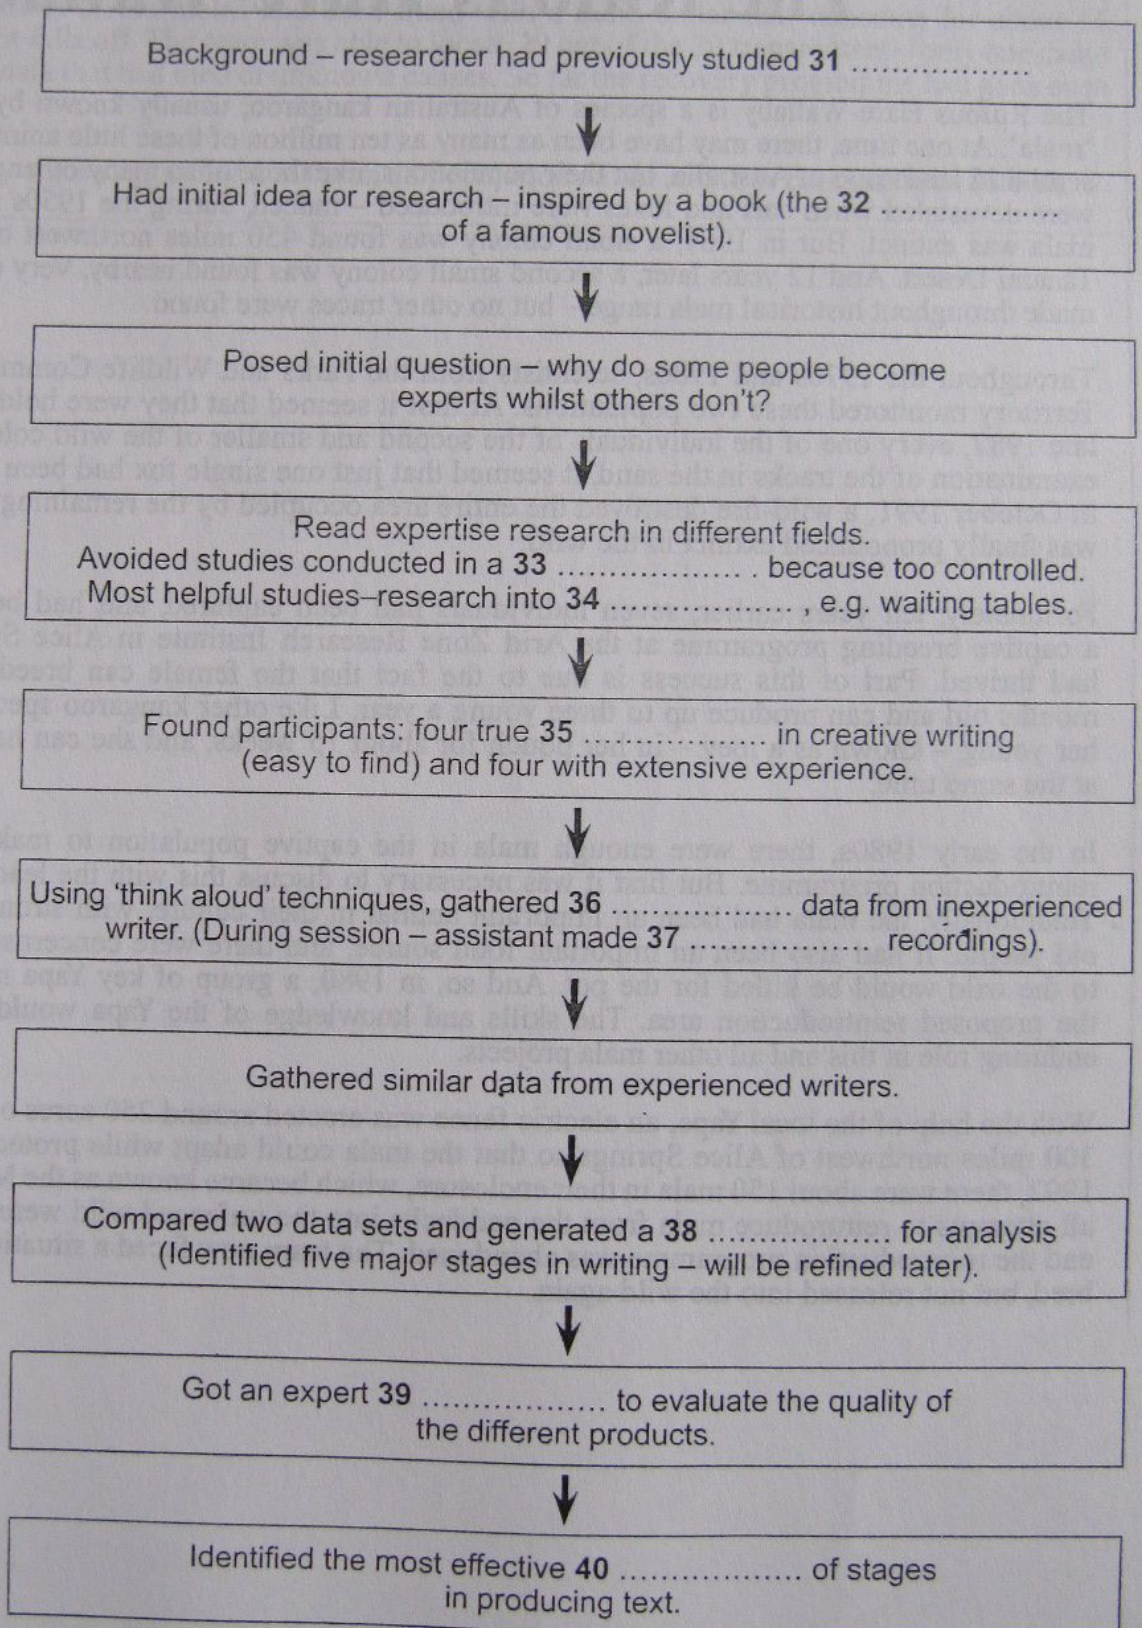 Background – researcher had previously studied 31 ..................
Had initial idea for research – inspired by a book (the 32 ..................
of a famous novelist).
Posed initial question – why do some people become
experts whilst others don't?
Read expertise research in different fields.
Avoided studies conducted in a 33 .................. because too controlled.
Most helpful studies–research into 34 .................., e.g. waiting tables.
Found participants: four true 35 .................. in creative writing
(easy to find) and four with extensive experience.
Using 'think aloud' techniques, gathered 36 .................. data from inexperienced
writer. (During session – assistant made 37 .................. recordings).
Gathered similar data from experienced writers.
Compared two data sets and generated a 38 .................. for analysis
(Identified five major stages in writing – will be refined later).
Got an expert 39 .................. to evaluate the quality of
the different products.
Identified the most effective 40 .................. of stages
in producing text.